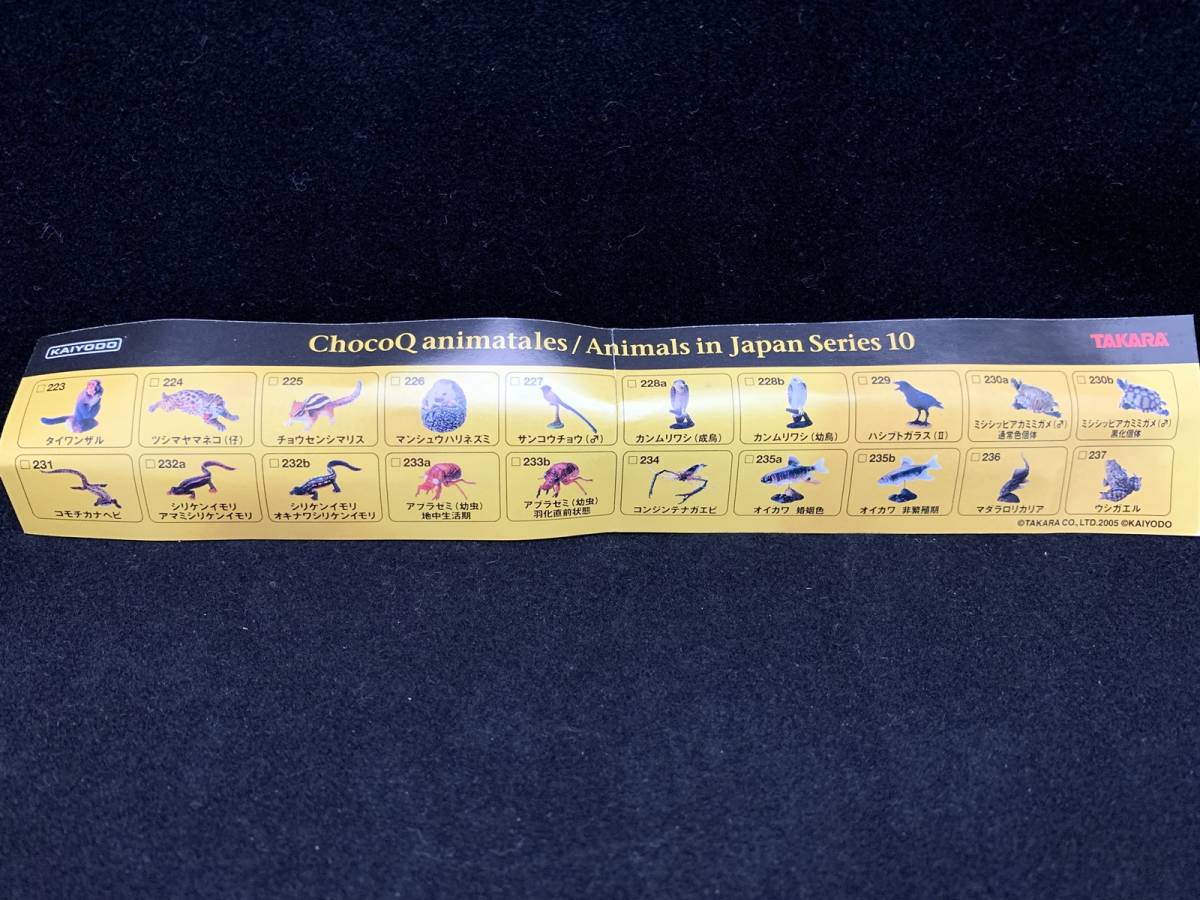 KAIYODO
ChocoQ animatales / Animals in Japan Series 10
TAKARA
223
タイワンザル
224
ツシマヤマネコ (仔)
225
チョウセンシマリス
226
マンシュウハリネズミ
227
サンコウチョウ (♂)
228a
カンムリワシ (成鳥)
228b
カンムリワシ (幼鳥)
229
ハシブトガラス (II)
230a
ミシシッピアカミミガメ (♂)
通常色個体
230b
ミシシッピアカミミガメ (♂)
黒化個体
231
コモチカナヘビ
232a
シリケンイモリ
アマミシリケンイモリ
232b
シリケンイモリ
オキナワシリケンイモリ
233a
アブラゼミ (幼虫)
地中生活期
233b
アブラゼミ (幼虫)
羽化直前状態
234
コンジンテナガエビ
235a
オイカワ 婚姻色
235b
オイカワ 非繁殖期
236
マダラロリカリア
237
ウシガエル
©TAKARA CO., LTD. 2005 ©KAIYODO